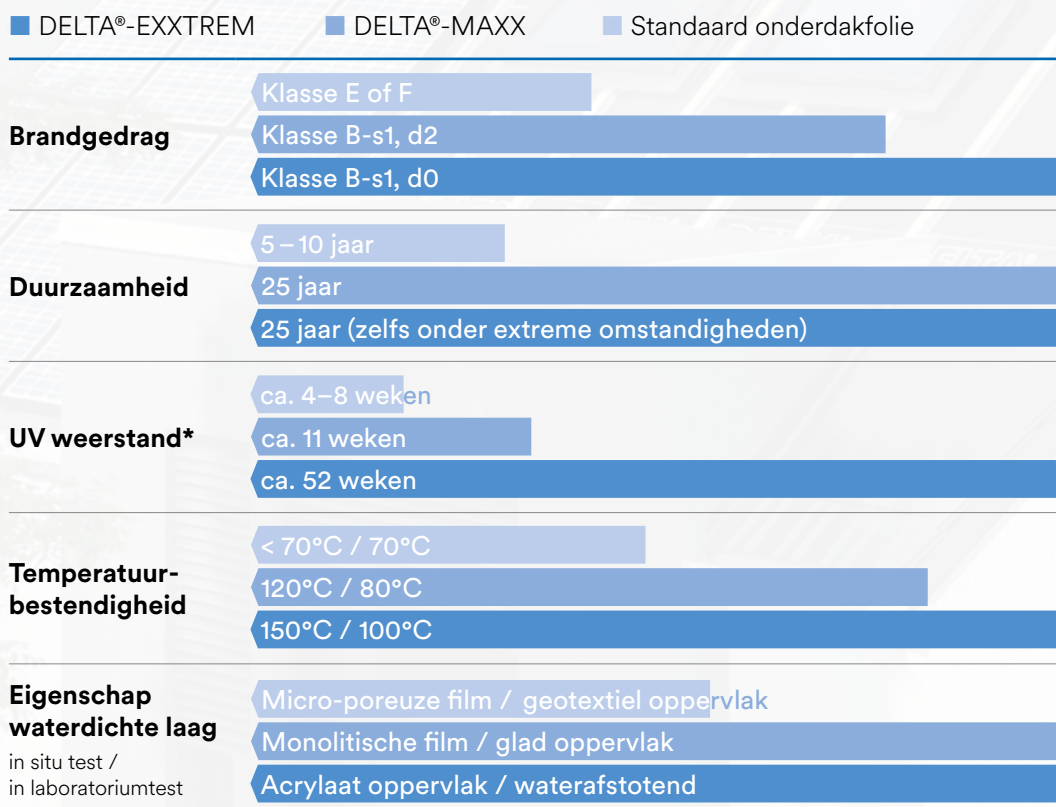 DELTA®-EXXTREM DELTA®-MAXX Standaard onderdakfolie
Brandgedrag
Klasse E of F
Klasse B-s1, d2
Klasse B-s1, d0
Duurzaamheid
5 – 10 jaar
25 jaar
25 jaar (zelfs onder extreme omstandigheden)
UV weerstand*
ca. 4–8 weken
ca. 11 weken
ca. 52 weken
Temperatuur-
bestendigheid
< 70°C / 70°C
120°C / 80°C
150°C / 100°C
Eigenschap
waterdichte laag
in situ test /
in laboratoriumtest
Micro-poreuze film / geotextiel oppervlak
Monolitische film / glad oppervlak
Acrylaat oppervlak / waterafstotend